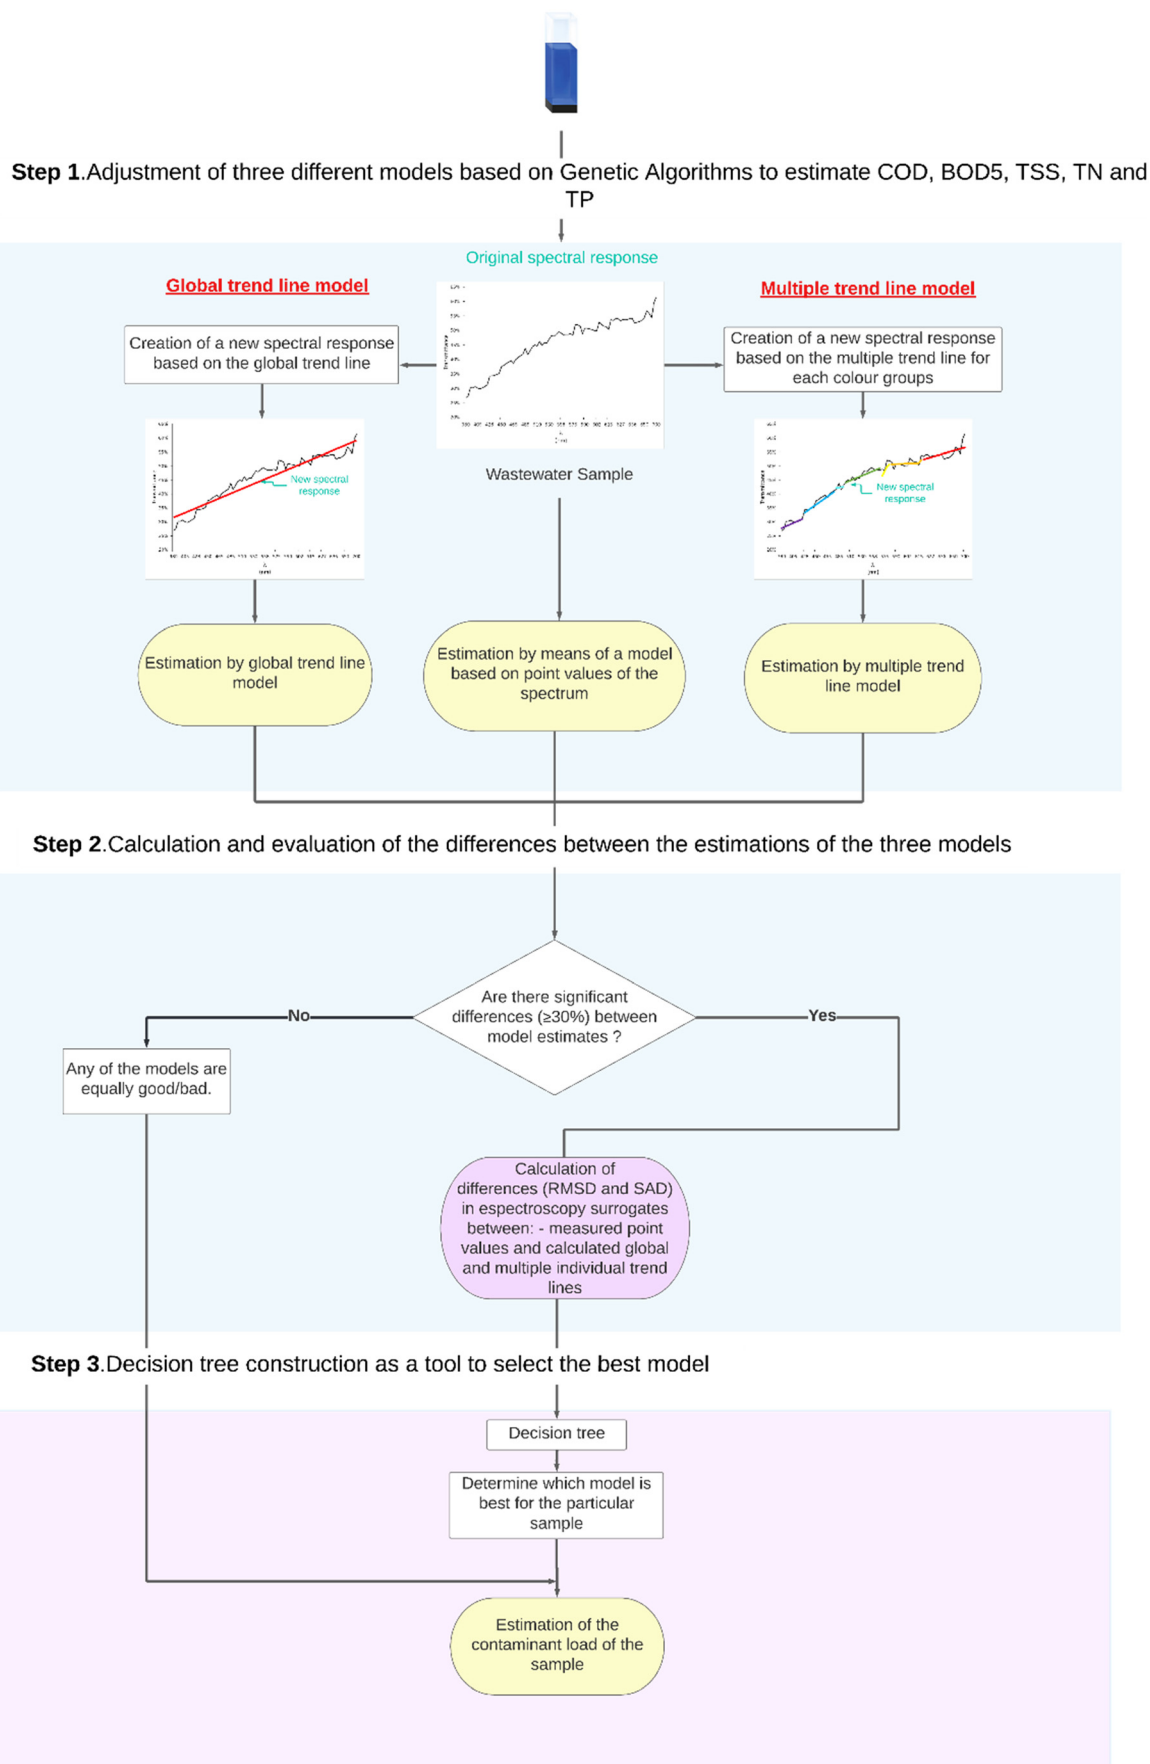 Step 1.Adjustment of three different models based on Genetic Algorithms to estimate COD, BOD5, TSS, TN and
TP
Original spectral response
Global trend line model
Multiple trend line model
Creation of a new spectral response
based on the global trend line
Creation of a new spectral response
based on the multiple trend line for
each colour groups
New spectral
response
New spectral
response
Wastewater Sample
Estimation by global trend line
model
Estimation by means of a model
based on point values of the
spectrum
Estimation by multiple trend
line model
Step 2.Calculation and evaluation of the differences between the estimations of the three models
Are there significant
differences (≥30%) between
model estimates ?
No
Yes
Any of the models are
equally good/bad.
Calculation of
differences (RMSD and SAD)
in espectroscopy surrogates
between: - measured point
values and calculated global
and multiple individual trend
lines
Step 3.Decision tree construction as a tool to select the best model
Decision tree
Determine which model is
best for the particular
sample
Estimation of the
contaminant load of the
sample